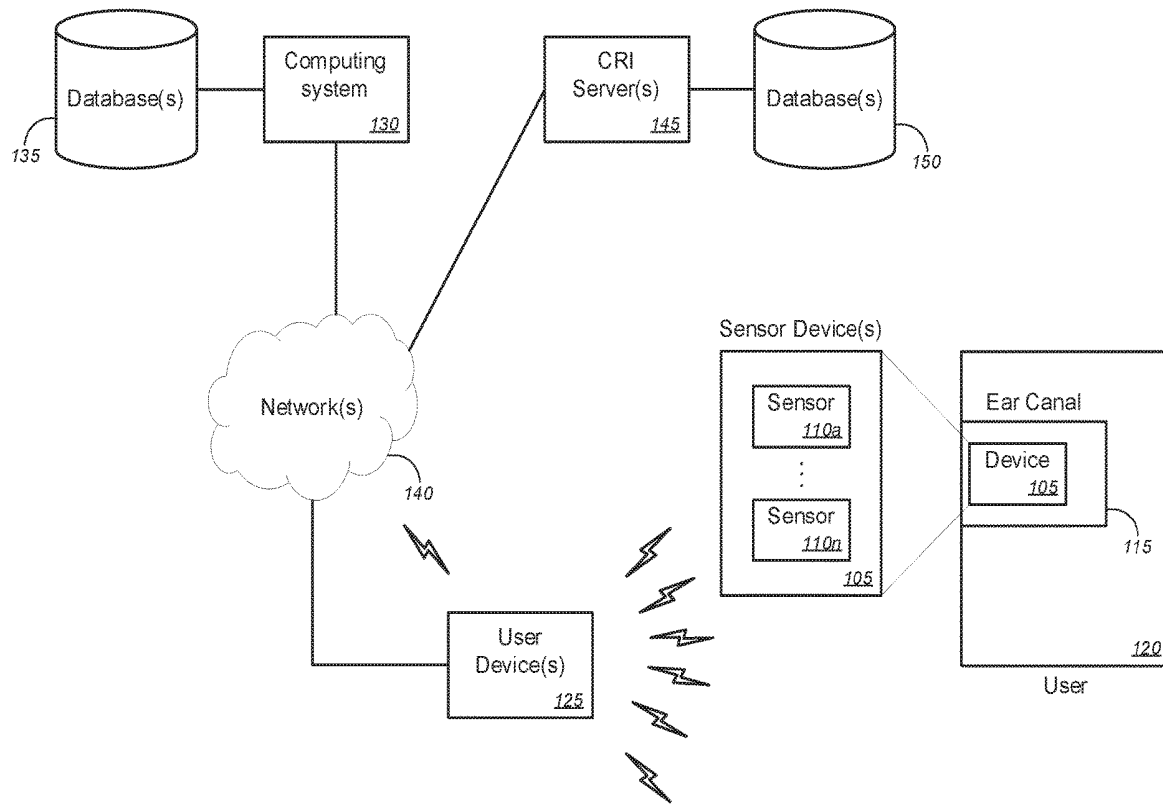 Database(s)
135
Computing
system
130
CRI
Server(s)
145
Database(s)
150
Network(s)
140
Sensor Device(s)
Sensor
110a
Sensor
110n
105
Ear Canal
Device
105
115
120
User
User
Device(s)
125